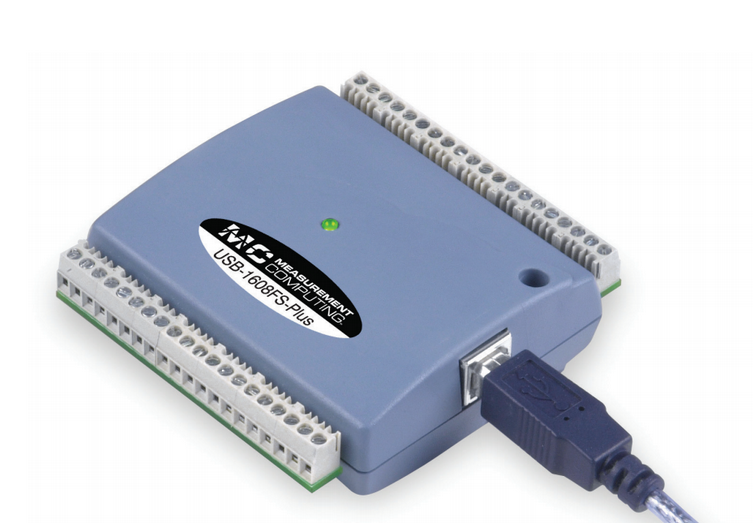 MC
MEASUREMENT
COMPUTING.
USB-1608FS-Plus